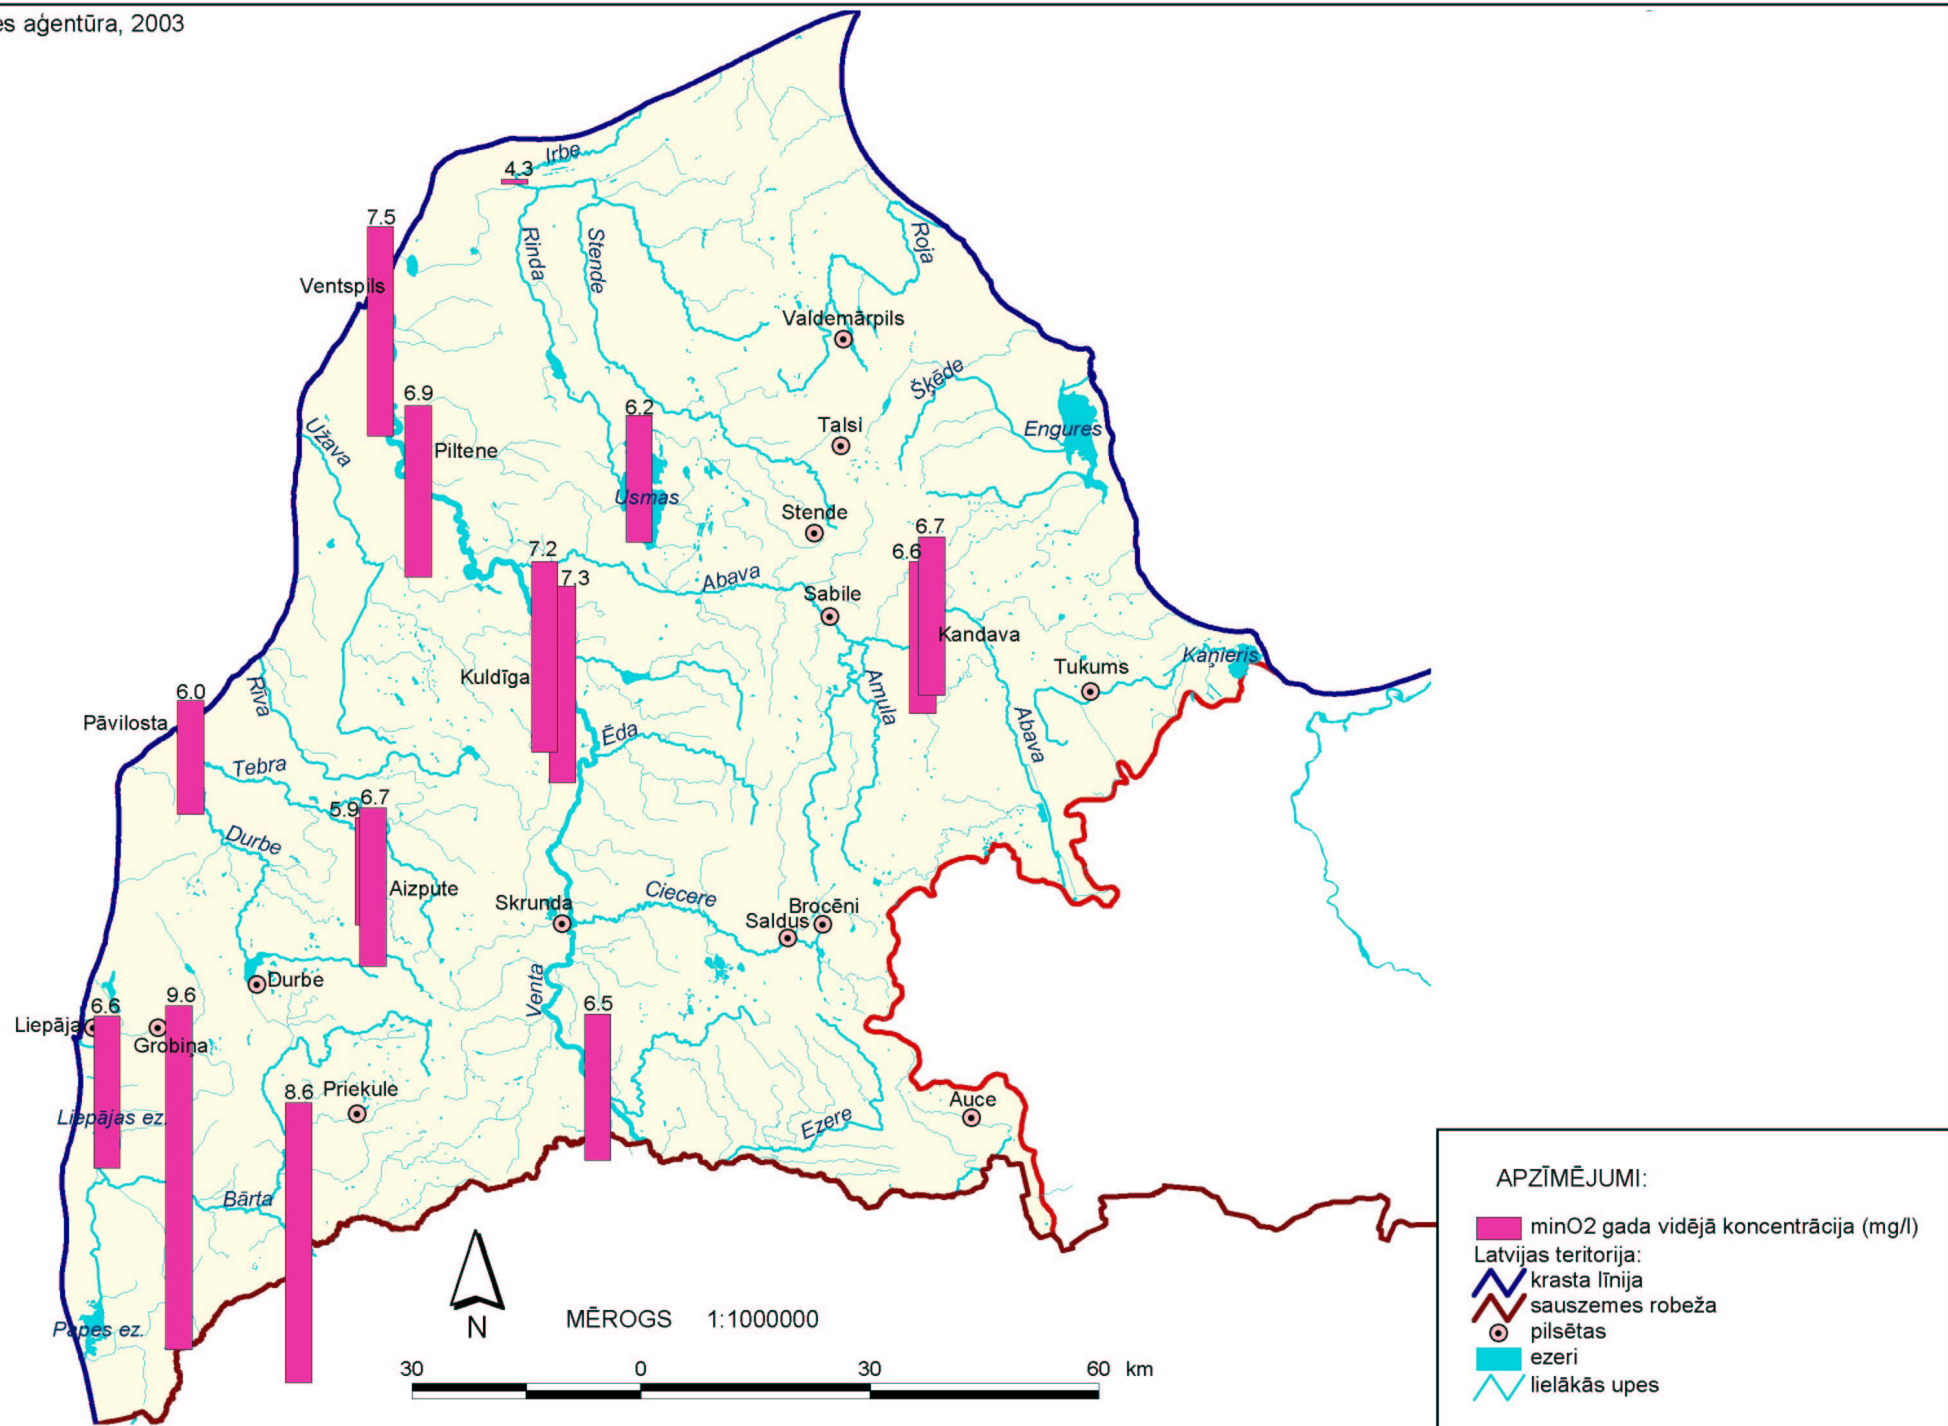 es aģentūra, 2003
Irbe
4.3
7.5
Rinda
Stende
Roja
Ventspils
Valdemārpils
Šķēde
6.9
6.2
Talsi
Engures
Užava
Piltene
Usmas
Stende
6.7
7.2
6.6
7.3
Abava
Sabile
Kandava
Kaņieris
Tukums
Kuldīga
Rīva
6.0
Amula
Pāvilosta
Abava
Ēda
Tebra
5.9
6.7
Durbe
Aizpute
Ciecere
Skrunda
Brocēni
Saldus
Durbe
Venta
9.6
6.6
6.5
Liepāja
Grobiņa
8.6
Priekule
Auce
Liepājas ez.
Ezere
Bārta
Papes ez.
N
MĒROGS 1:1000000
30 0 30 60 km
APZĪMĒJUMI:
minO2 gada vidējā koncentrācija (mg/l)
Latvijas teritorija:
krasta līnija
sauszemes robeža
pilsētas
ezeri
lielākās upes